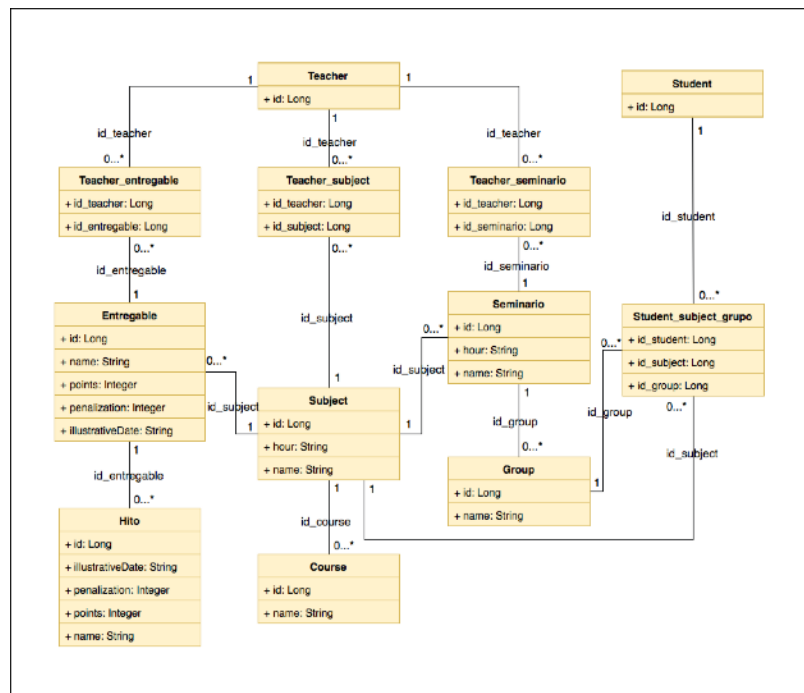 Teacher
+ id: Long
Student
+ id: Long
1
1
1
1
id_teacher
id_teacher
id_teacher
0...*
0...*
0...*
Teacher_entregable
+ id_teacher: Long
+ id_entregable: Long
Teacher_subject
+ id_teacher: Long
+ id_subject: Long
Teacher_seminario
+ id_teacher: Long
+ id_seminario: Long
id_student
0...*
0...*
0...*
id_entregable
id_seminario
1
1
0...*
Entregable
+ id: Long
+ name: String
+ points: Integer
+ penalization: Integer
+ illustrativeDate: String
id_subject
Seminario
+ id: Long
+ hour: String
+ name: String
Student_subject_grupo
+ id_student: Long
+ id_subject: Long
+ id_group: Long
0...*
0...*
0...*
id_subject
id_subject
1
1
1
Subject
+ id: Long
+ hour: String
+ name: String
1
id_group
0...*
id_group
0...*
id_subject
1
id_entregable
0...*
Group
+ id: Long
+ name: String
1
1
1
id_course
0...*
Hito
+ id: Long
+ illustrativeDate: String
+ penalization: Integer
+ points: Integer
+ name: String
Course
+ id: Long
+ name: String